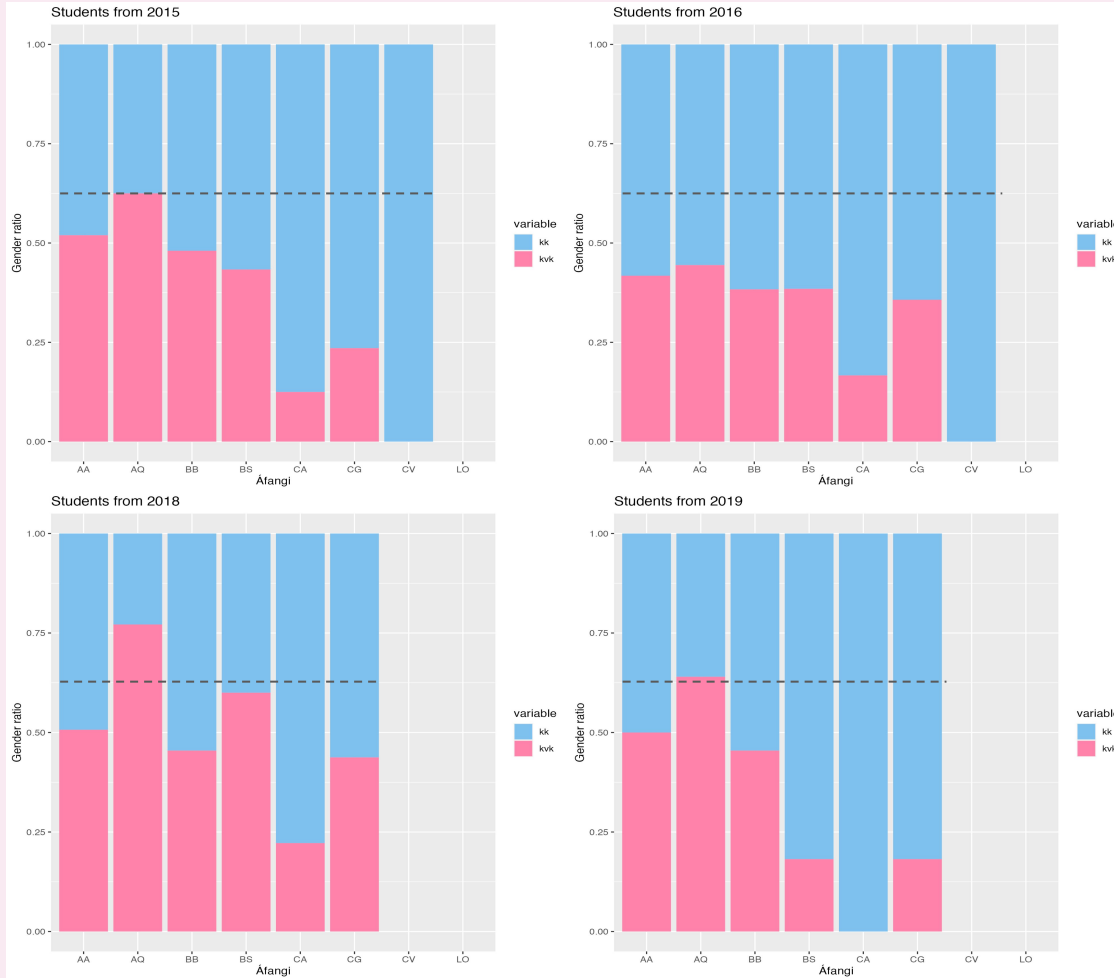 Students from 2015
1.00
0.75
0.50
0.25
0.00
Gender ratio
AA AQ BB BS CA CG CV LO
Áfangi
variable
kk
kvk
Students from 2016
1.00
0.75
0.50
0.25
0.00
Gender ratio
AA AQ BB BS CA CG CV LO
Áfangi
variable
kk
kvk
Students from 2018
1.00
0.75
0.50
0.25
0.00
Gender ratio
AA AQ BB BS CA CG CV LO
Áfangi
variable
kk
kvk
Students from 2019
1.00
0.75
0.50
0.25
0.00
Gender ratio
AA AQ BB BS CA CG CV LO
Áfangi
variable
kk
kvk